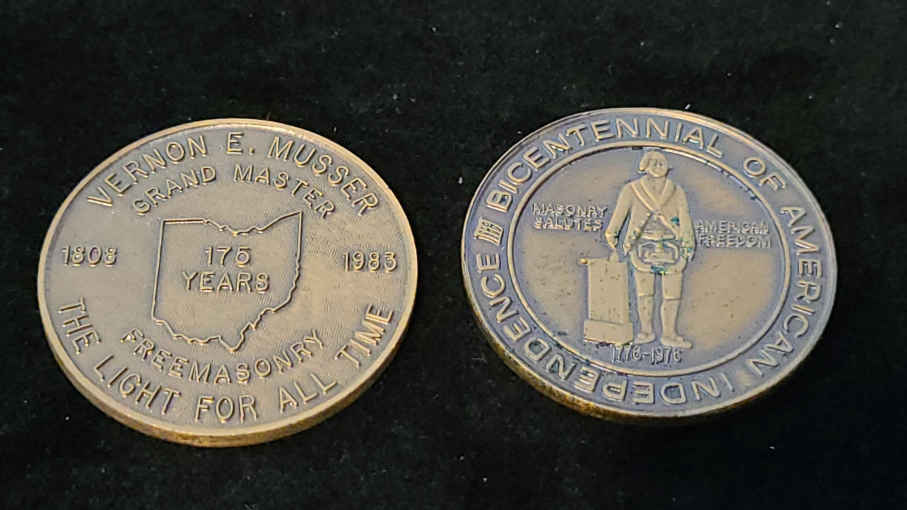 VERNON E. MUSSER
GRAND MASTER
1808
175
YEARS
1983
FREEMASONRY
THE LIGHT FOR ALL TIME
BICENTENNIAL OF AMERICAN INDEPENDENCE
MASONRY
SALUTES
AMERICAN
FREEDOM
1776-1976